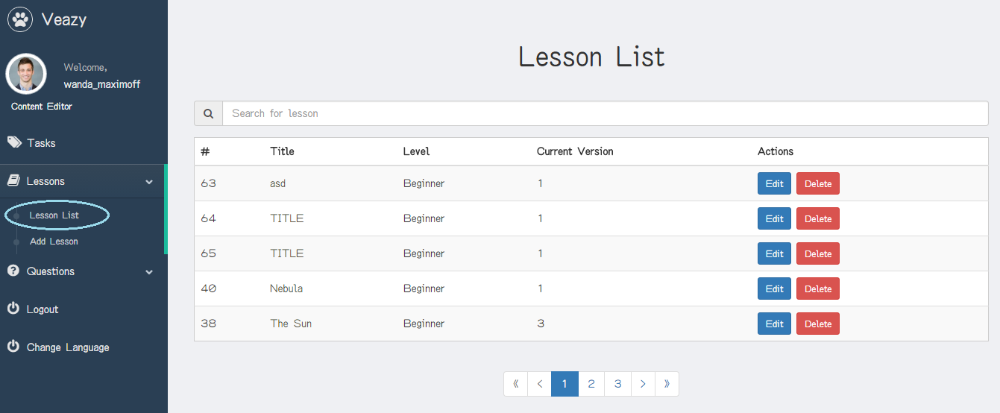 Veazy
Welcome,
wanda_maximoff
Content Editor
Tasks
Lessons
Lesson List
Add Lesson
Questions
Logout
Change Language
Lesson List
Search for lesson
# Title Level Current Version Actions
63 asd Beginner 1 Edit Delete
64 TITLE Beginner 1 Edit Delete
65 TITLE Beginner 1 Edit Delete
40 Nebula Beginner 1 Edit Delete
38 The Sun Beginner 3 Edit Delete
« < 1 2 3 > »